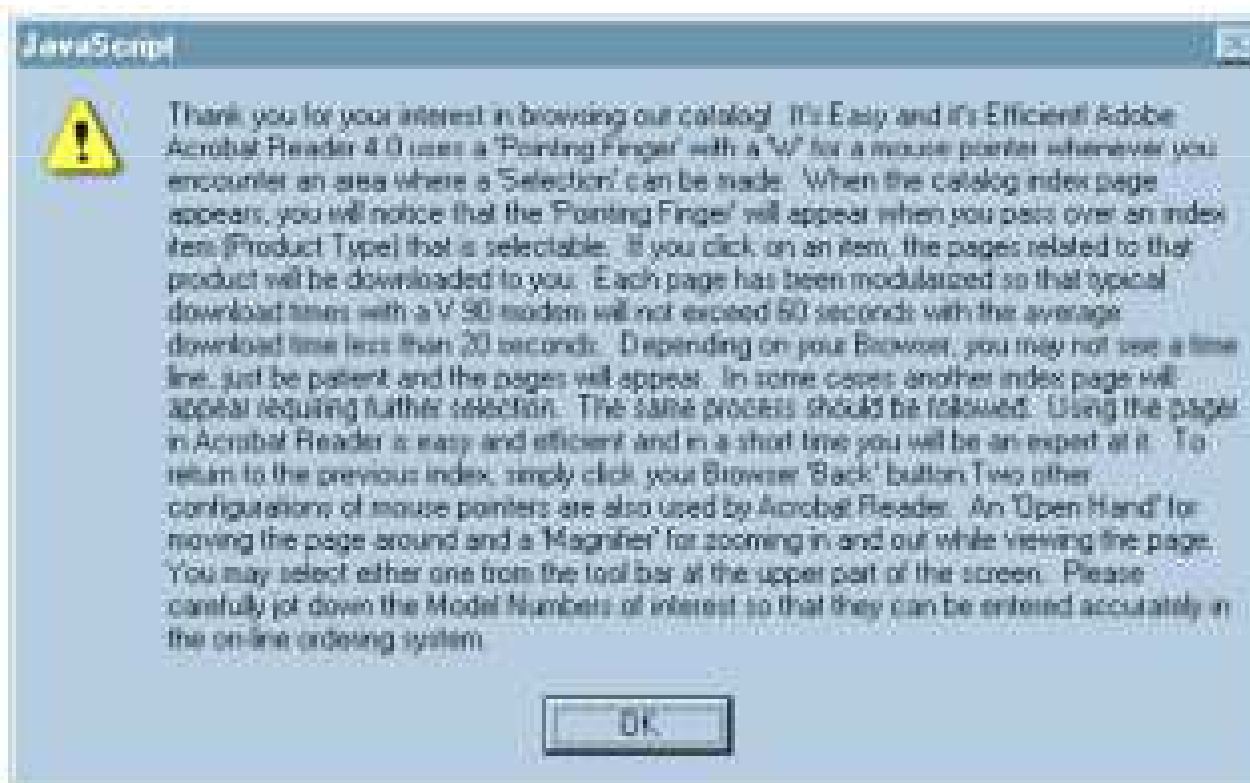 JavaScript
Thank you for your interest in browsing out catalog! It's Easy and it's Efficient! Adobe
Acrobat Reader 4.0 uses a 'Pointing Finger' with a 'W' for a mouse pointer whenever you
encounter an area where a 'Selection' can be made. When the catalog index page
appears, you will notice that the 'Pointing Finger' will appear when you pass over an index
item (Product Type) that is selectable. If you click on an item, the pages related to that
product will be downloaded to you. Each page has been modularized so that typical
download times with a V.90 modem will not exceed 60 seconds with the average
download time less than 20 seconds. Depending on your Browser, you may not see a time
line, just be patient and the pages will appear. In some cases another index page will
appear requiring further selection. The same process should be followed. Using the pages
in Acrobat Reader is easy and efficient and in a short time you will be an expert at it. To
return to the previous index, simply click your Browser 'Back' button.Two other
configurations of mouse pointers are also used by Acrobat Reader. An 'Open Hand' for
moving the page around and a 'Magnifier' for zooming in and out while viewing the page.
You may select either one from the tool bar at the upper part of the screen. Please
carefully jot down the Model Numbers of interest so that they can be entered accurately in
the on-line ordering system.
OK